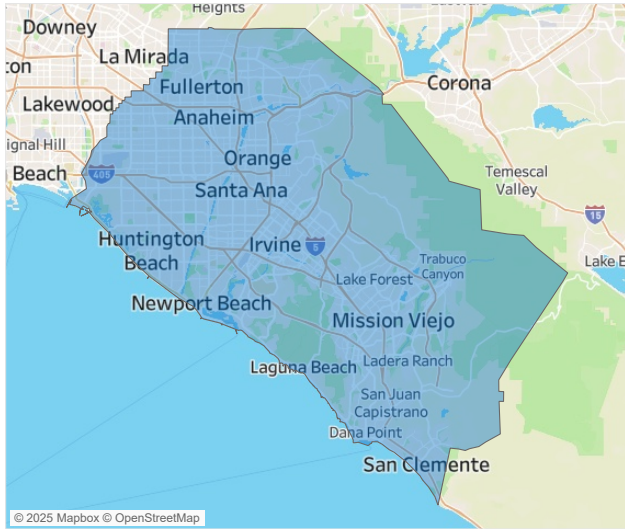 Heights
Downey
La Mirada
ton
Fullerton
Corona
Lakewood
Anaheim
ignal Hill
Orange
Beach
405
Temescal
Valley
Santa Ana
15
Huntington
Beach
Irvine
5
Trabuco
Canyon
Lake E
Lake Forest
Newport Beach
Mission Viejo
Laguna Beach
Ladera Ranch
San Juan
Capistrano
Dana Point
San Clemente
© 2025 Mapbox © OpenStreetMap